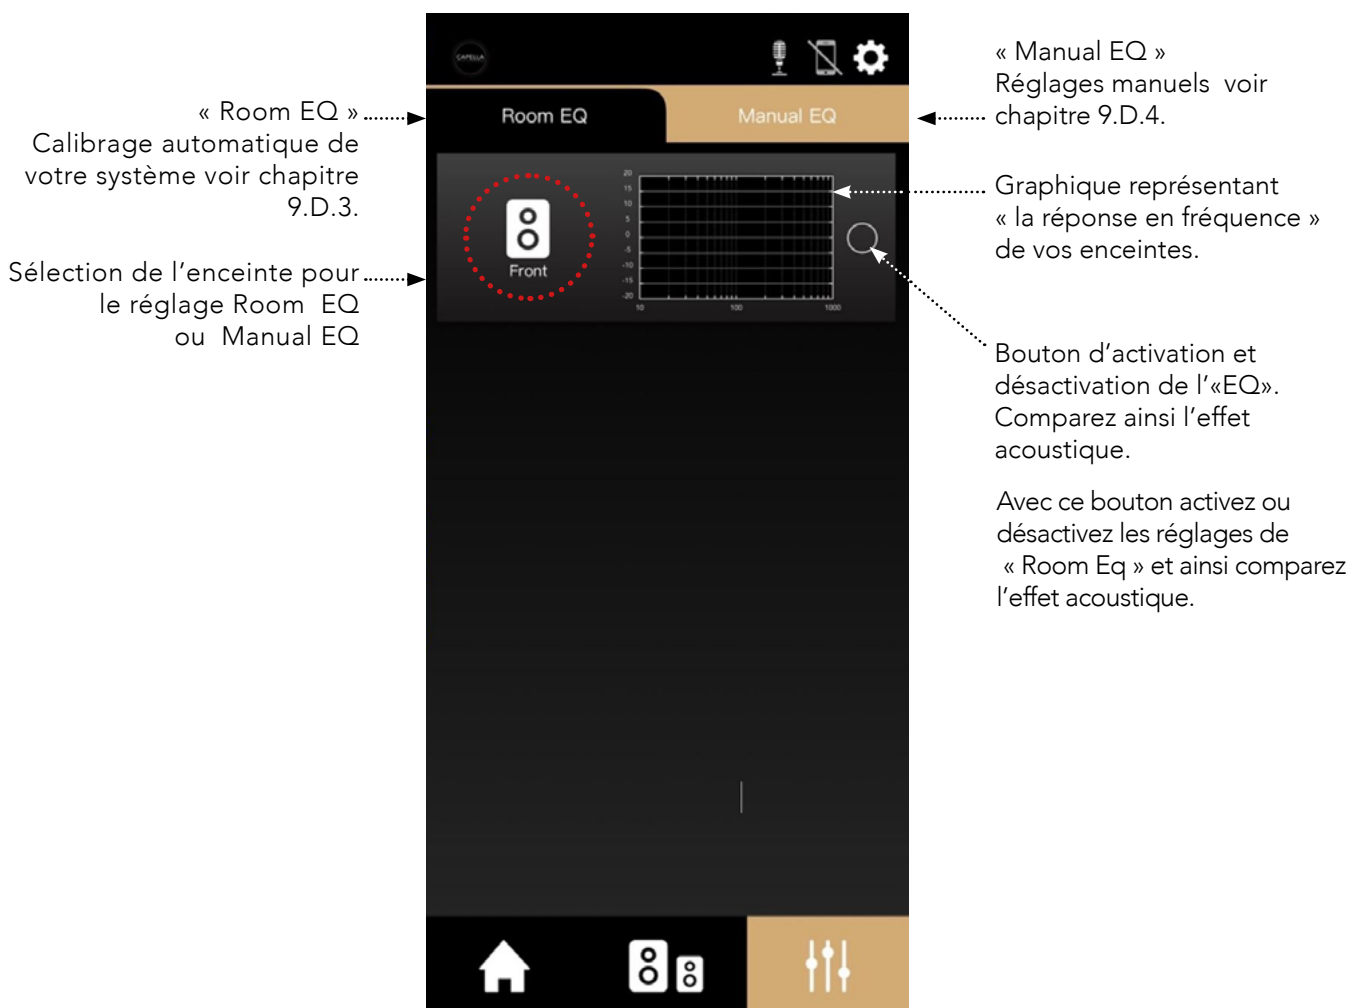 « Room EQ »
Calibrage automatique de
votre système voir chapitre
9.D.3.
Sélection de l’enceinte pour
le réglage Room EQ
ou Manual EQ
CAPELLA
Room EQ
Manual EQ
Front
20
15
10
5
0
-5
-10
-15
-20
10
100
1000
« Manual EQ »
Réglages manuels voir
chapitre 9.D.4.
Graphique représentant
« la réponse en fréquence »
de vos enceintes.
Bouton d’activation et
désactivation de l’«EQ».
Comparez ainsi l’effet
acoustique.
Avec ce bouton activez ou
désactivez les réglages de
« Room Eq » et ainsi comparez
l’effet acoustique.